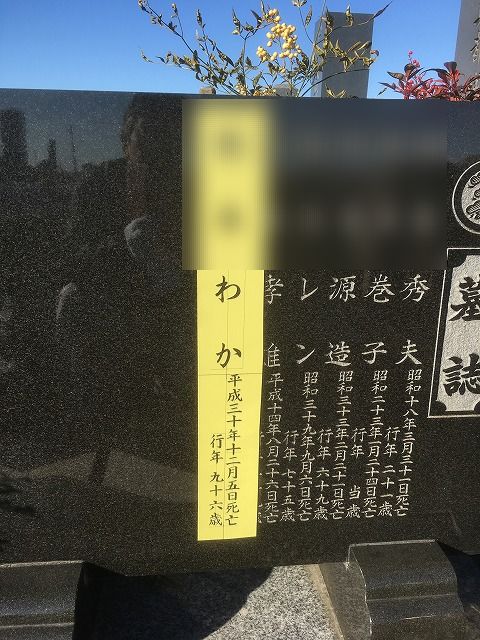 墓誌
秀夫 昭和十八年三月三十一日死亡 行年 二十一歳
巻子 昭和二十三年一月二十四日死亡 行年 当歳
源造 昭和三十三年二月二十一日死亡 行年 六十九歳
レン 昭和三十九年九月六日死亡 行年 七十五歳
孝雄 平成十四年八月二十六日死亡
わか 平成三十年十二月五日死亡 行年 九十六歳